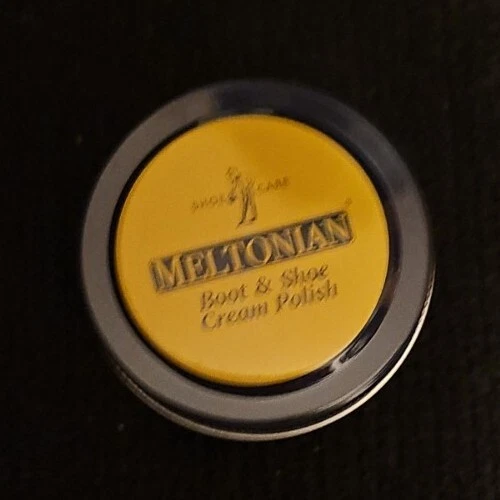 SHOE CARE
MELTONIAN®
Boot & Shoe
Cream Polish